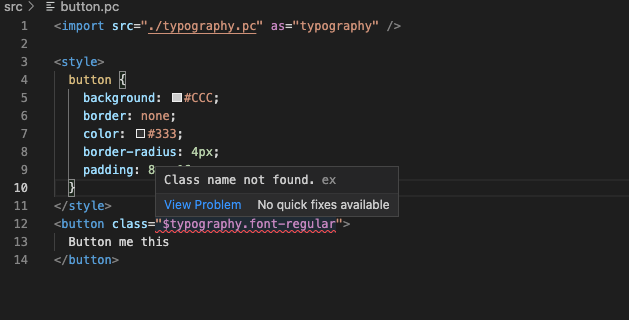 src > button.pc
1 <import src="./typography.pc" as="typography" />
2
3 <style>
4 button {
5 background: #CCC;
6 border: none;
7 color: #333;
8 border-radius: 4px;
9 padding: 8
Class name not found. ex
10 }
View Problem No quick fixes available
11 </style>
12 <button class="$typography.font-regular">
13 Button me this
14 </button>